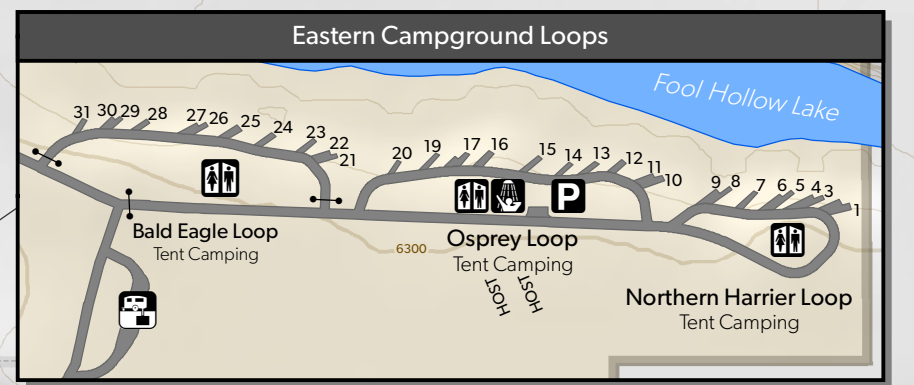 Eastern Campground Loops
Fool Hollow Lake
31 30 29 28 27 26 25 24 23 22 21
20 19 17 16 15 14 13 12 11 10
9 8 7 6 5 4 3 1
P
Bald Eagle Loop
Tent Camping
6300
Osprey Loop
Tent Camping
HOST HOST
Northern Harrier Loop
Tent Camping